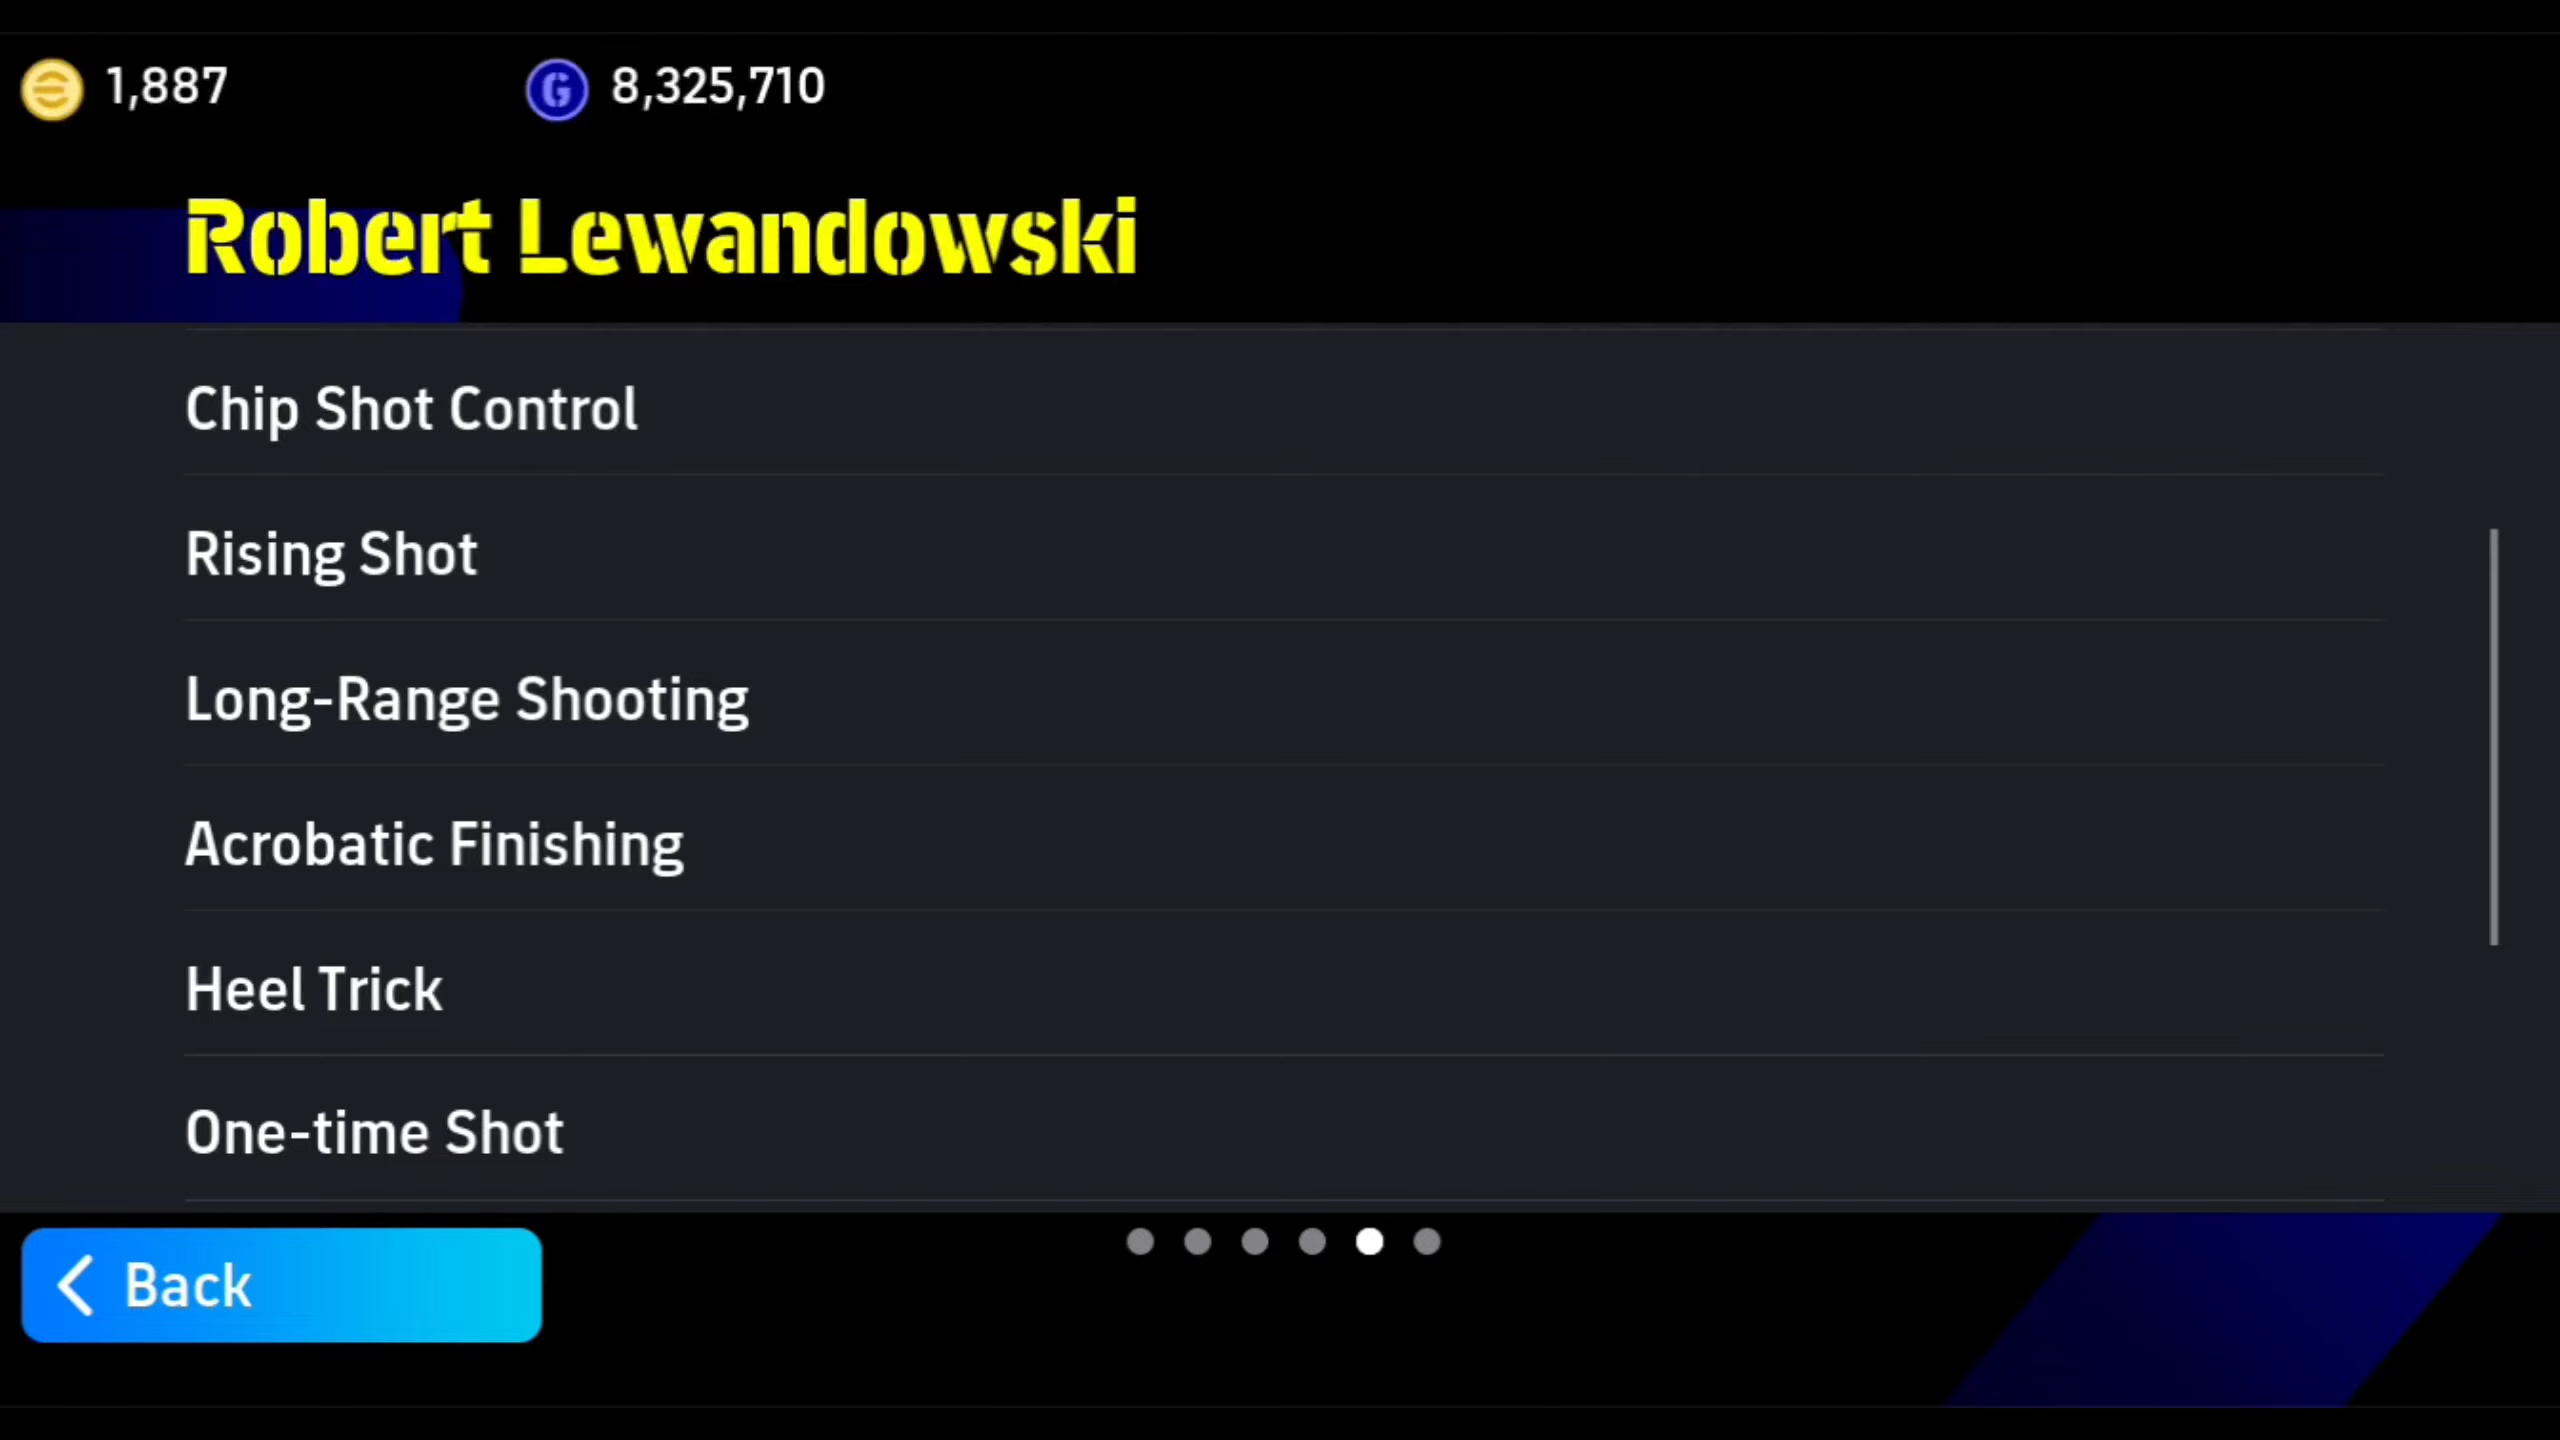 1,887
8,325,710
Robert Lewandowski
Chip Shot Control
Rising Shot
Long-Range Shooting
Acrobatic Finishing
Heel Trick
One-time Shot
Back